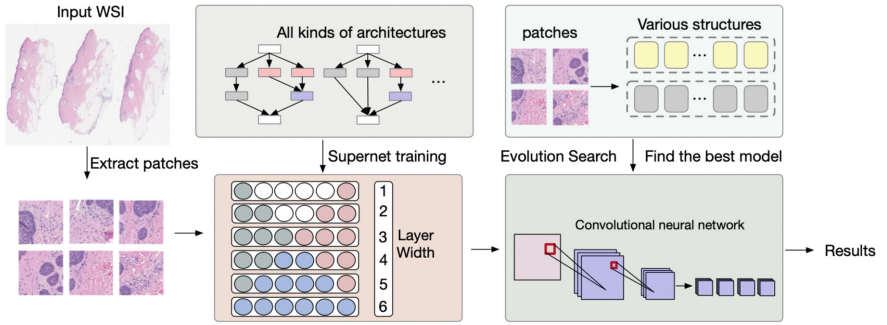 Input WSI
All kinds of architectures
...
patches
Various structures
...
...
Extract patches
Supernet training
Evolution Search
Find the best model
1
2
3
4
5
6
Layer
Width
Convolutional neural network
Results